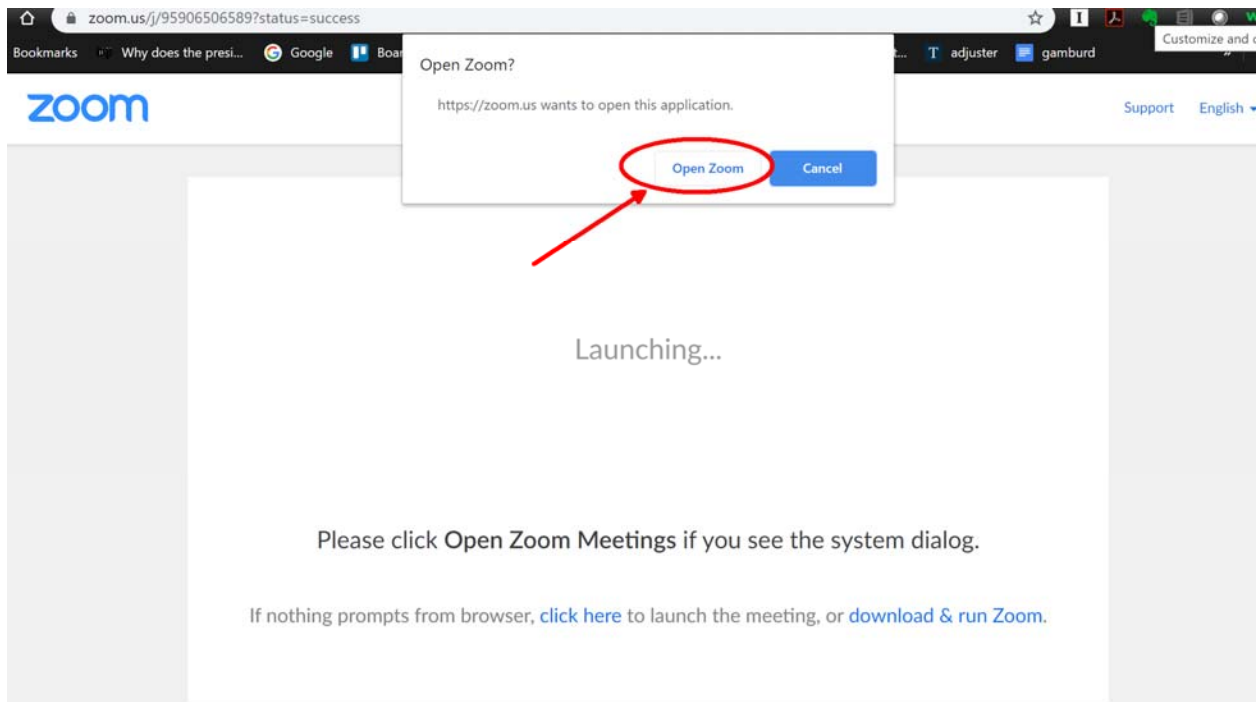 zoom.us/j/95906506589?status=success
Customize and
Bookmarks Why does the presi... Google Boar adjuster gamburd
Open Zoom?
https://zoom.us wants to open this application.
Open Zoom Cancel
zoom Support English
Launching...
Please click Open Zoom Meetings if you see the system dialog.
If nothing prompts from browser, click here to launch the meeting, or download & run Zoom.